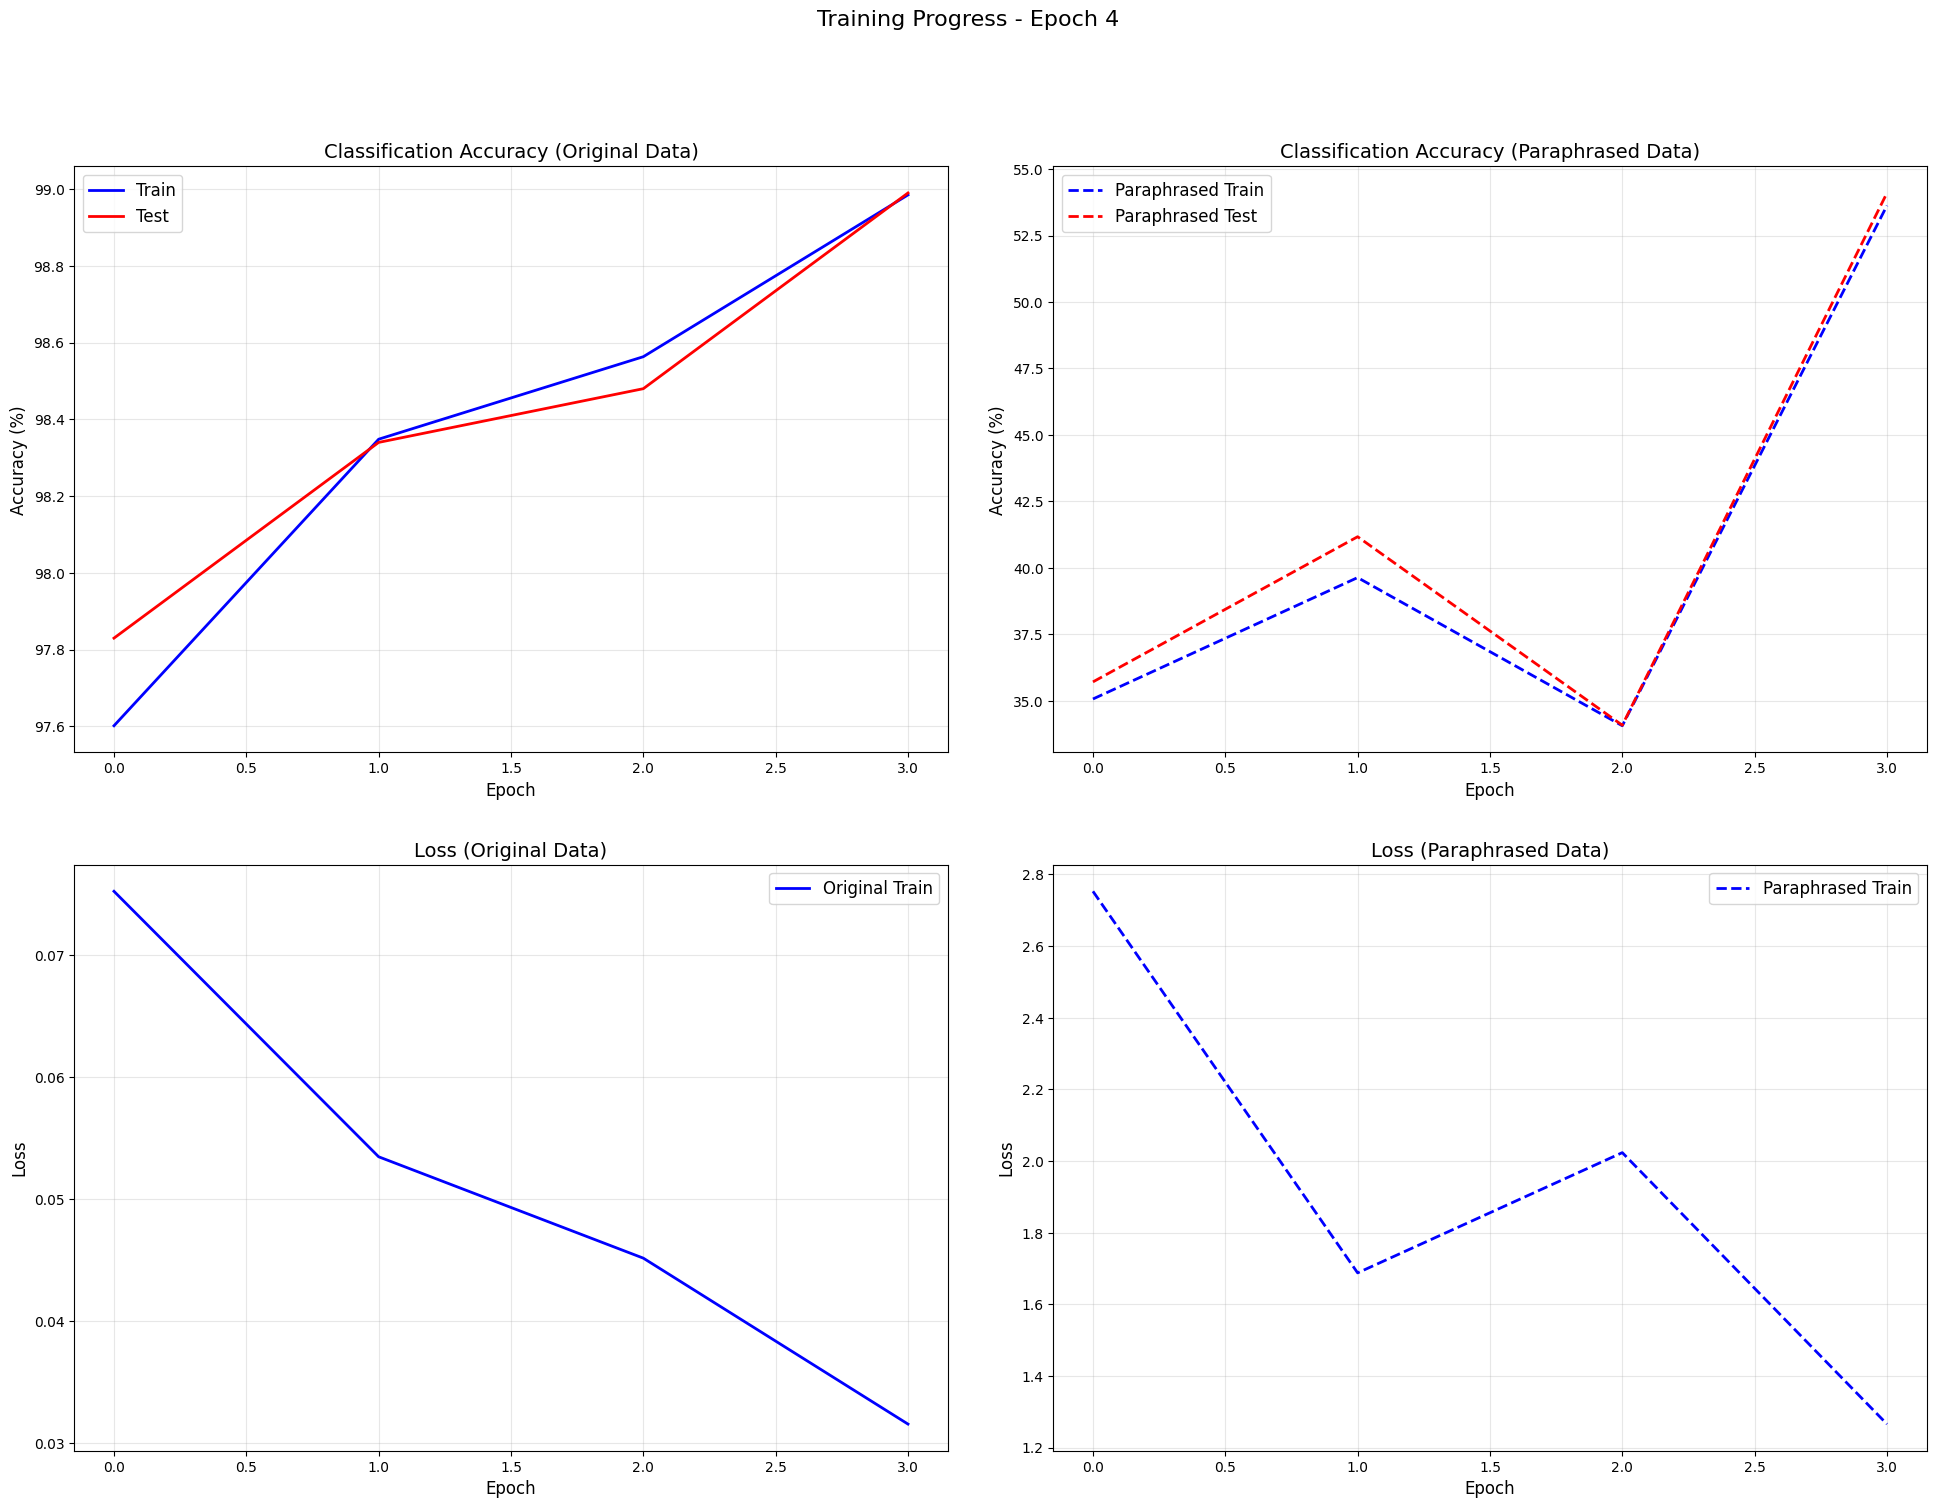 Training Progress - Epoch 4
Classification Accuracy (Original Data)
Train
Test
99.0
98.8
98.6
98.4
98.2
98.0
97.8
97.6
Accuracy (%)
0.0 0.5 1.0 1.5 2.0 2.5 3.0
Epoch
Classification Accuracy (Paraphrased Data)
Paraphrased Train
Paraphrased Test
55.0
52.5
50.0
47.5
45.0
42.5
40.0
37.5
35.0
Accuracy (%)
0.0 0.5 1.0 1.5 2.0 2.5 3.0
Epoch
Loss (Original Data)
Original Train
0.07
0.06
0.05
0.04
0.03
Loss
0.0 0.5 1.0 1.5 2.0 2.5 3.0
Epoch
Loss (Paraphrased Data)
Paraphrased Train
2.8
2.6
2.4
2.2
2.0
1.8
1.6
1.4
1.2
Loss
0.0 0.5 1.0 1.5 2.0 2.5 3.0
Epoch